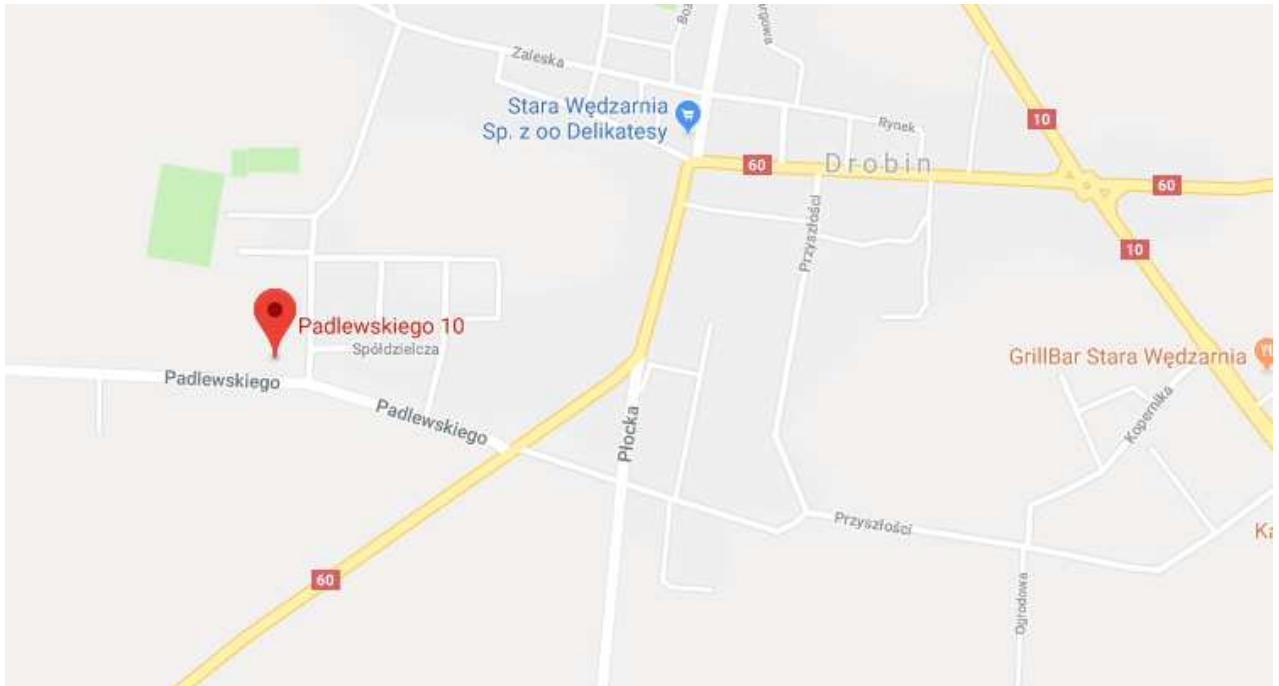 Zaleska
Stara Wędzarnia
Sp. z oo Delikatesy
Rynek
10
60
Drobin
60
Przyszłości
10
Padlewskiego 10
Spółdzielcza
GrillBar Stara Wędzarnia
Padlewskiego
Padlewskiego
Płocka
Kopernika
Przyszłości
60
Ogrodowa